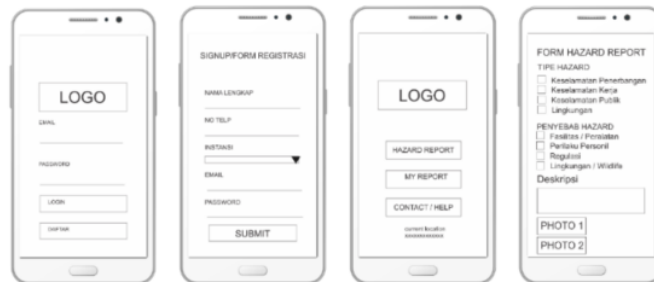 LOGO
EMAIL
PASSWORD
LOGIN
DAFTAR
SIGNUP/FORM REGISTRASI
NAMA LENGKAP
NO TELP
INSTANSI
EMAIL
PASSWORD
SUBMIT
LOGO
HAZARD REPORT
MY REPORT
CONTACT / HELP
current location
FORM HAZARD REPORT
TIPE HAZARD
Keselamatan Penerbangan
Keselamatan Kerja
Keselamatan Publik
Lingkungan
PENYEBAB HAZARD
Fasilitas / Peralatan
Perilaku Personil
Regulasi
Lingkungan / Wildlife
Deskripsi
PHOTO 1
PHOTO 2